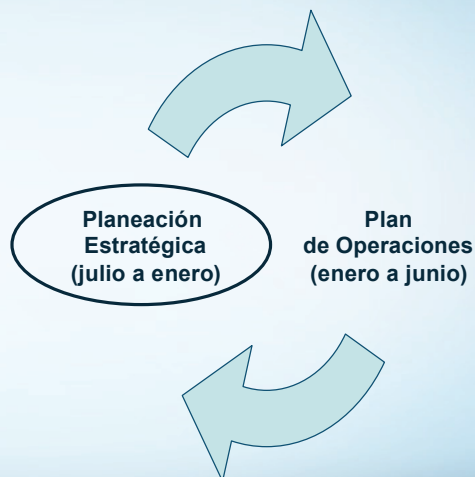 Planeación
Estratégica
(julio a enero)
Plan
de Operaciones
(enero a junio)